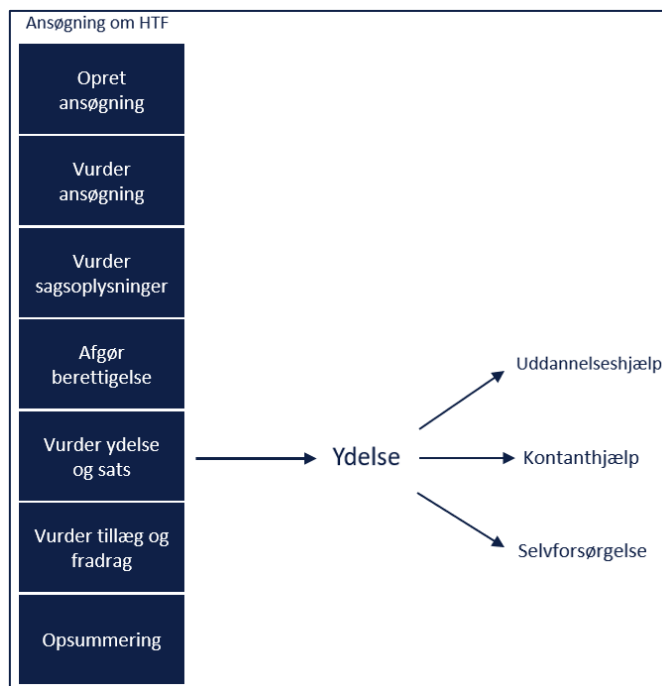 Ansøgning om HTF
Opret
ansøgning
Vurder
ansøgning
Vurder
sagsoplysninger
Afgør
berettigelse
Vurder ydelse
og sats
Vurder tillæg og
fradrag
Opsummering
Ydelse
Uddannelseshjælp
Kontanthjælp
Selvforsørgelse